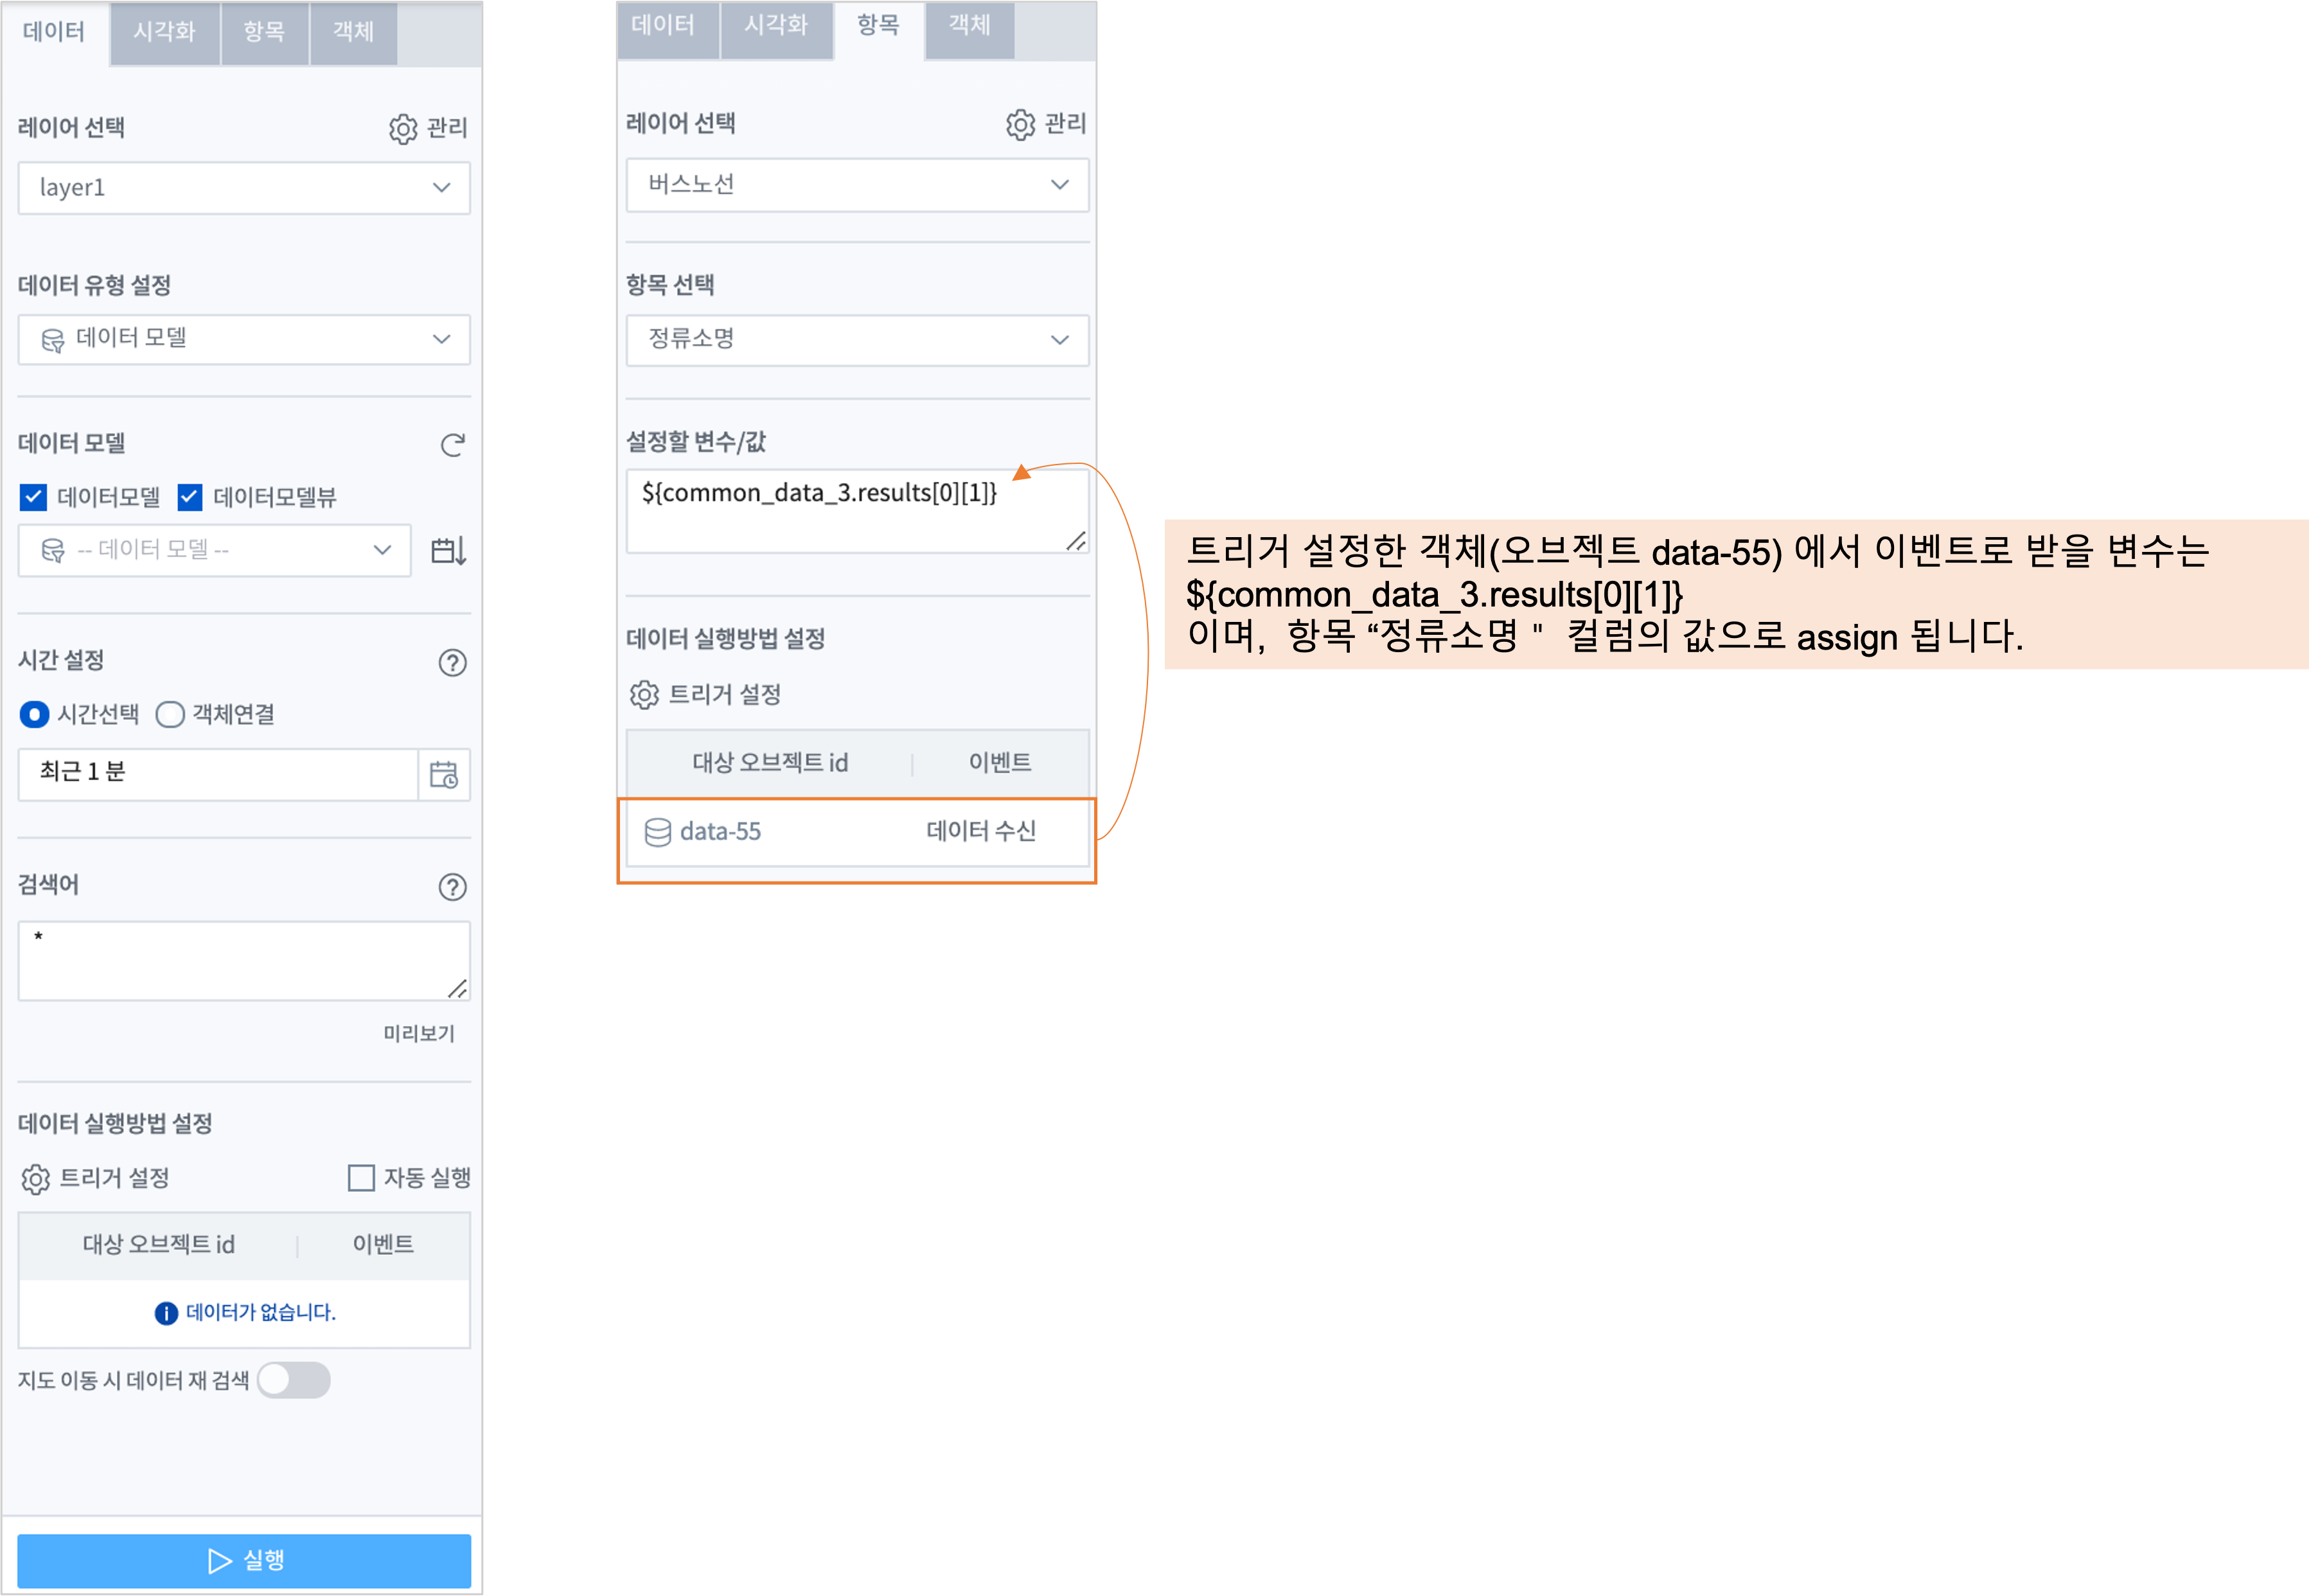 데이터 시각화 항목 객체
레이어 선택 관리
layer1
데이터 유형 설정
데이터 모델
데이터 모델
데이터모델 데이터모델뷰
-- 데이터 모델 --
시간 설정
시간선택 객체연결
최근 1 분
검색어
*
미리보기
데이터 실행방법 설정
트리거 설정 자동 실행
대상 오브젝트 id 이벤트
데이터가 없습니다.
지도 이동 시 데이터 재 검색
실행
데이터 시각화 항목 객체
레이어 선택 관리
버스노선
항목 선택
정류소명
설정할 변수/값
${common_data_3.results[0][1]}
데이터 실행방법 설정
트리거 설정
대상 오브젝트 id 이벤트
data-55 데이터 수신
트리거 설정한 객체(오브젝트 data-55) 에서 이벤트로 받을 변수는
${common_data_3.results[0][1]}
이며, 항목 “정류소명 " 컬럼의 값으로 assign 됩니다.